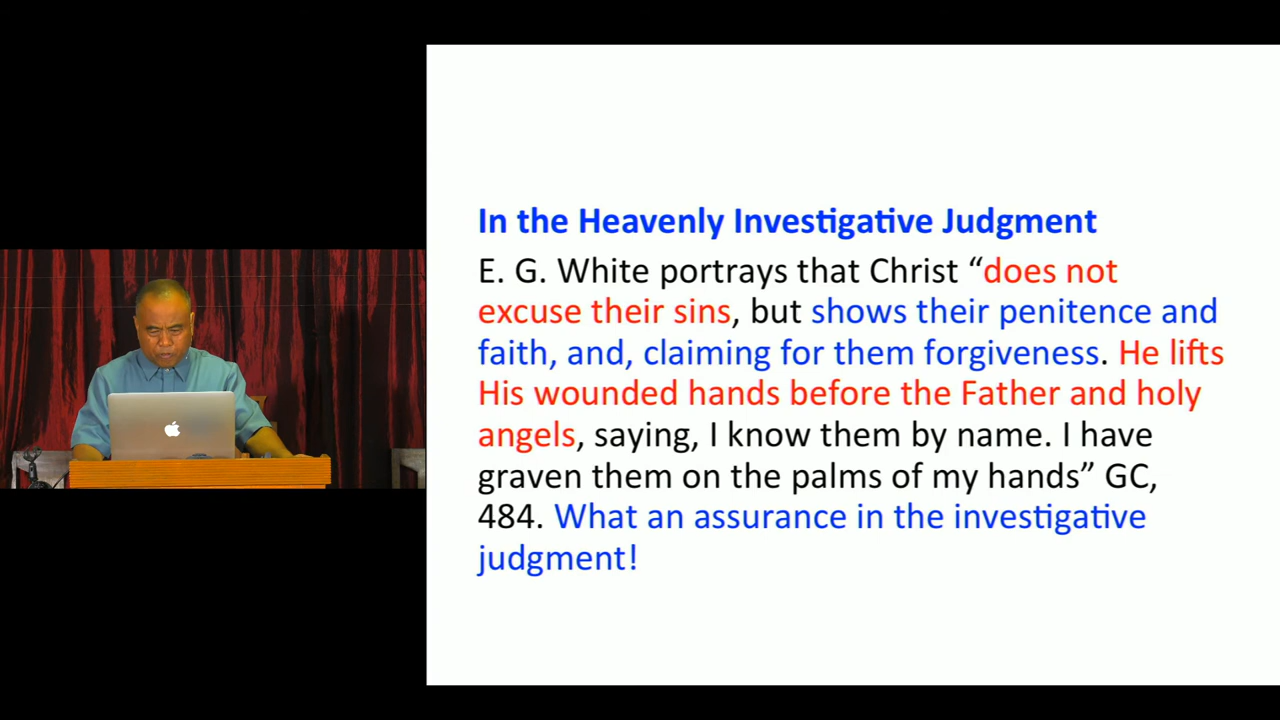 In the Heavenly Investigative Judgment
E. G. White portrays that Christ “does not
excuse their sins, but shows their penitence and
faith, and, claiming for them forgiveness. He lifts
His wounded hands before the Father and holy
angels, saying, I know them by name. I have
graven them on the palms of my hands” GC,
484. What an assurance in the investigative
judgment!